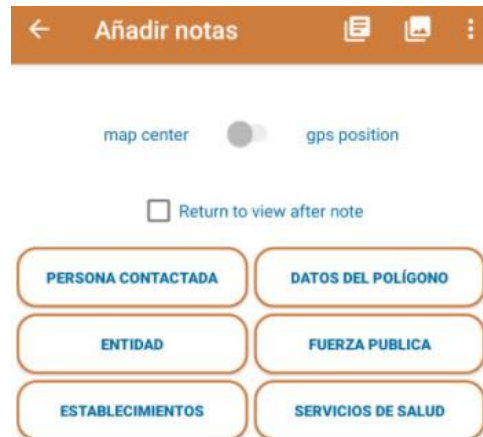 Añadir notas
map center gps position
Return to view after note
PERSONA CONTACTADA DATOS DEL POLÍGONO
ENTIDAD FUERZA PUBLICA
ESTABLECIMIENTOS SERVICIOS DE SALUD